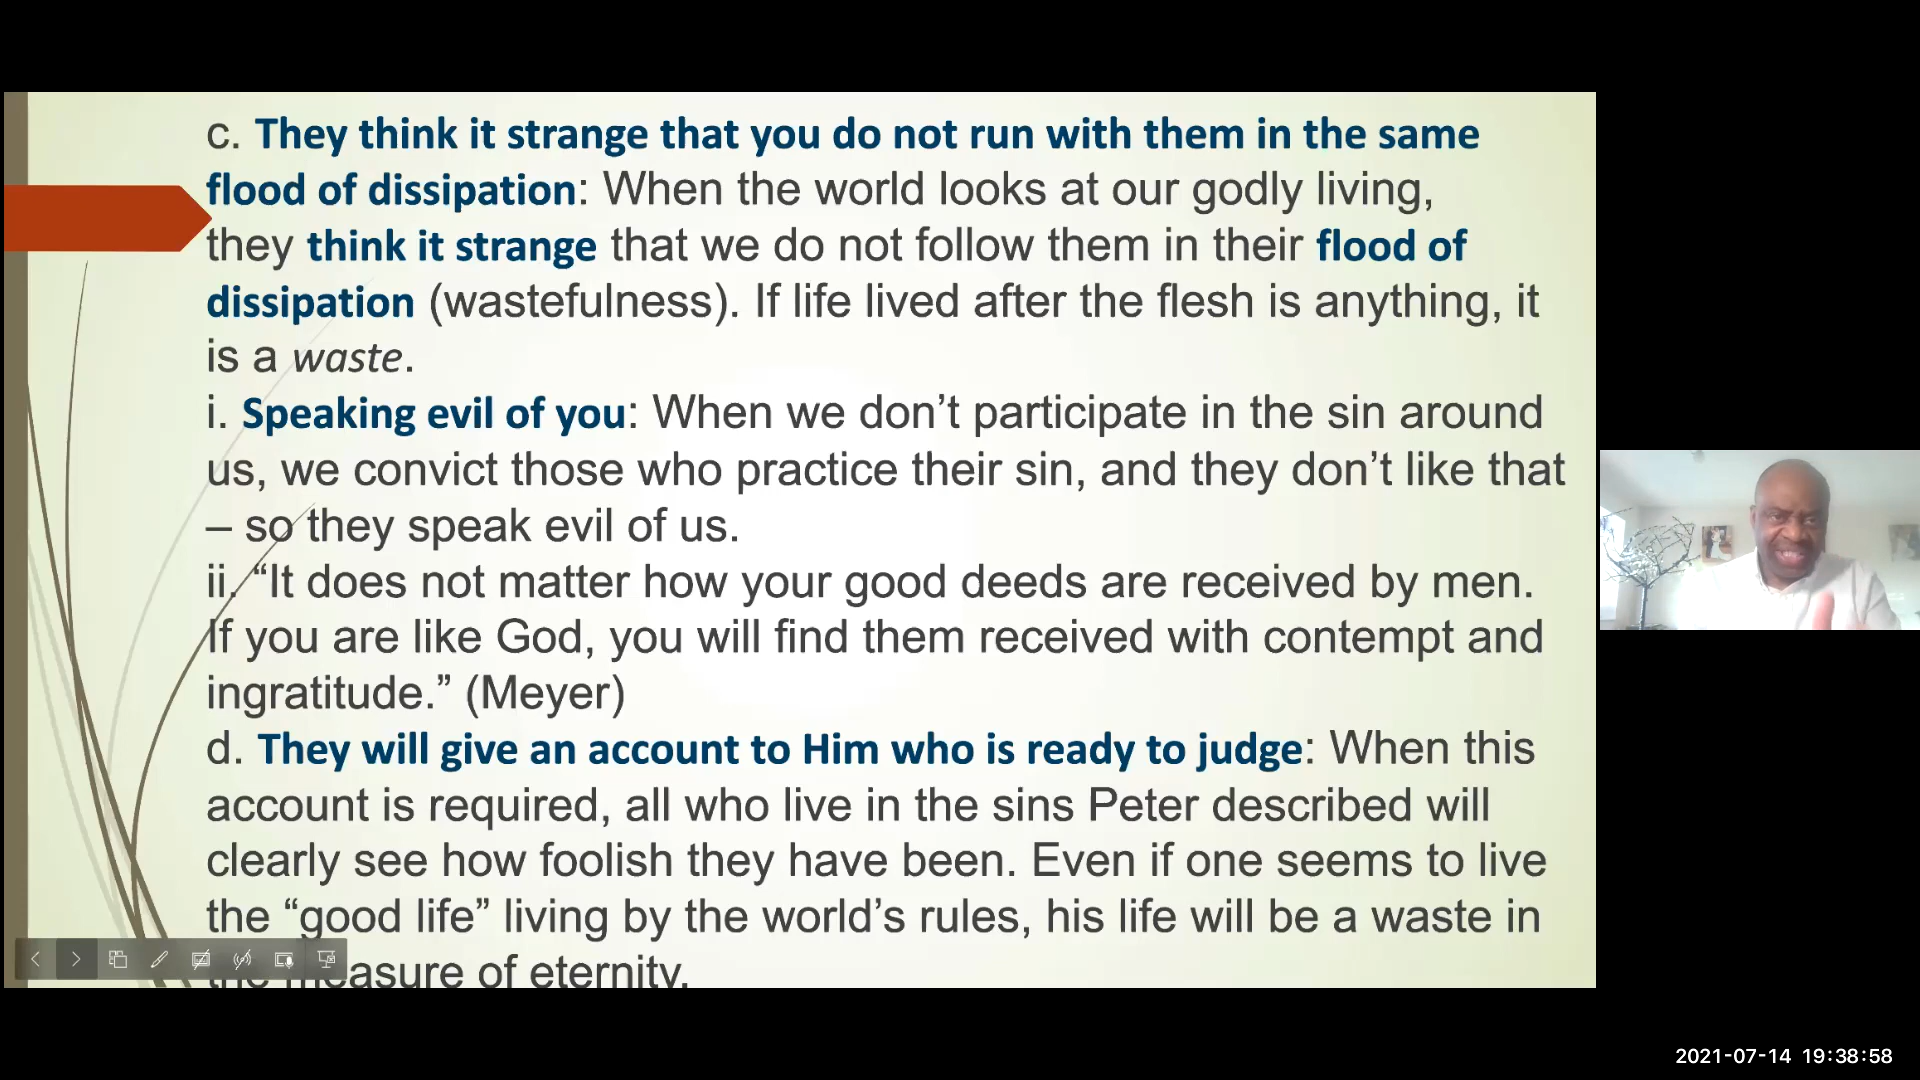 c. They think it strange that you do not run with them in the same
flood of dissipation: When the world looks at our godly living,
they think it strange that we do not follow them in their flood of
dissipation (wastefulness). If life lived after the flesh is anything, it
is a waste.
i. Speaking evil of you: When we don’t participate in the sin around
us, we convict those who practice their sin, and they don’t like that
– so they speak evil of us.
ii. “It does not matter how your good deeds are received by men.
If you are like God, you will find them received with contempt and
ingratitude.” (Meyer)
d. They will give an account to Him who is ready to judge: When this
account is required, all who live in the sins Peter described will
clearly see how foolish they have been. Even if one seems to live
the “good life” living by the world’s rules, his life will be a waste in
the measure of eternity.
2021-07-14 19:38:58